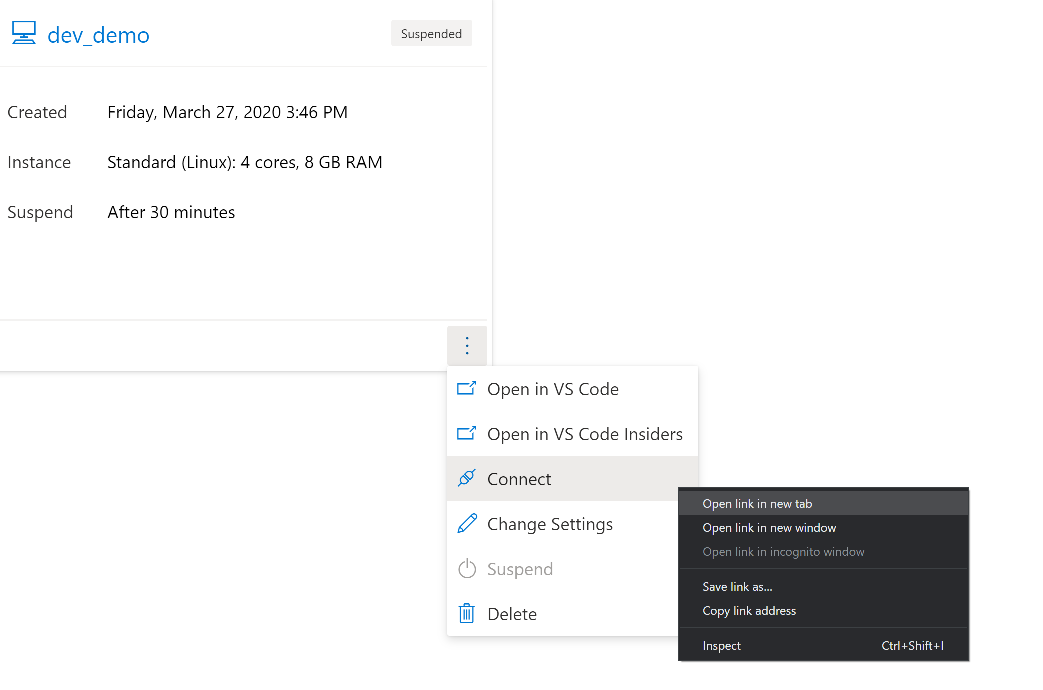 dev_demo
Suspended
Created Friday, March 27, 2020 3:46 PM
Instance Standard (Linux): 4 cores, 8 GB RAM
Suspend After 30 minutes
Open in VS Code
Open in VS Code Insiders
Connect
Change Settings
Suspend
Delete
Open link in new tab
Open link in new window
Open link in incognito window
Save link as...
Copy link address
Inspect Ctrl+Shift+I